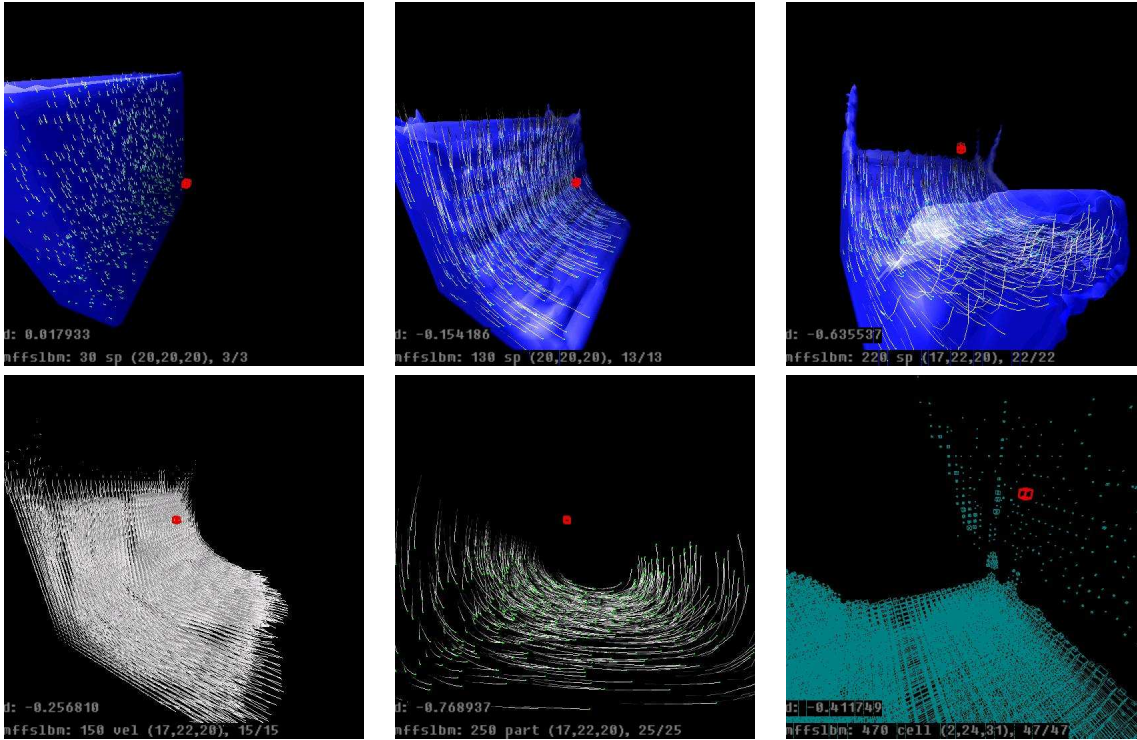 d: 0.017933
mffslbm: 30 sp (20,20,20), 3/3
d: -0.154186
mffslbm: 130 sp (20,20,20), 13/13
d: -0.635537
mffslbm: 220 sp (17,22,20), 22/22
d: -0.256810
mffslbm: 150 vel (17,22,20), 15/15
d: -0.768937
mffslbm: 250 part (17,22,20), 25/25
d: -0.411749
mffslbm: 470 cell (2,24,31), 47/47